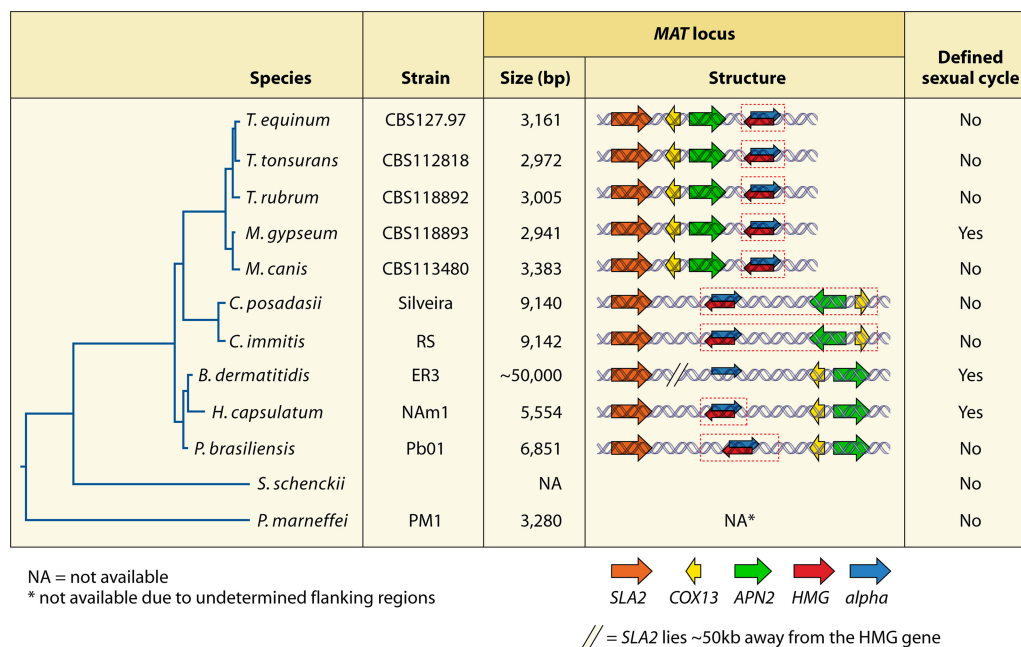 MAT locus
Species Strain Size (bp) Structure Defined sexual cycle
T. equinum CBS127.97 3,161 No
T. tonsurans CBS112818 2,972 No
T. rubrum CBS118892 3,005 No
M. gypseum CBS118893 2,941 Yes
M. canis CBS113480 3,383 No
C. posadasii Silveira 9,140 No
C. immitis RS 9,142 No
B. dermatitidis ER3 ~50,000 Yes
H. capsulatum NAm1 5,554 Yes
P. brasiliensis Pb01 6,851 No
S. schenckii NA No
P. marneffei PM1 3,280 NA* No
NA = not available
* not available due to undetermined flanking regions
SLA2 COX13 APN2 HMG alpha
// = SLA2 lies ~50kb away from the HMG gene